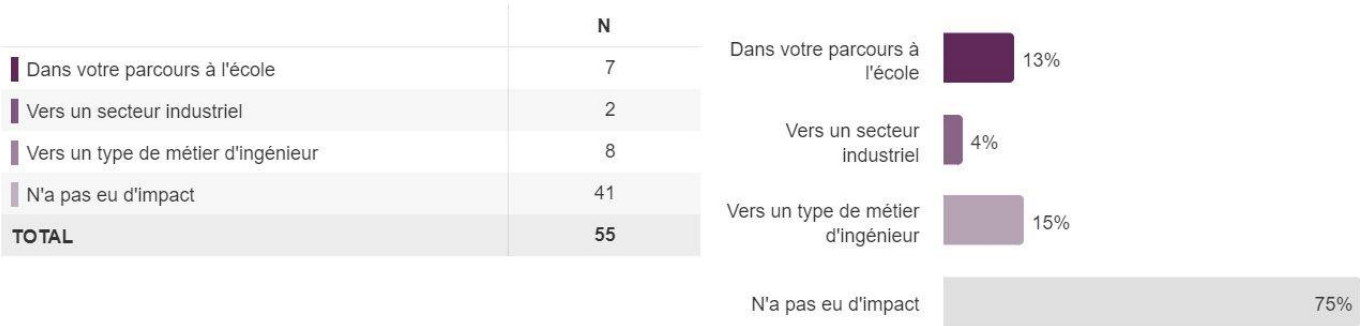 N
Dans votre parcours à l'école 7
Vers un secteur industriel 2
Vers un type de métier d'ingénieur 8
N'a pas eu d'impact 41
TOTAL 55
Dans votre parcours à
l'école
13%
Vers un secteur
industriel
4%
Vers un type de métier
d'ingénieur
15%
N'a pas eu d'impact
75%